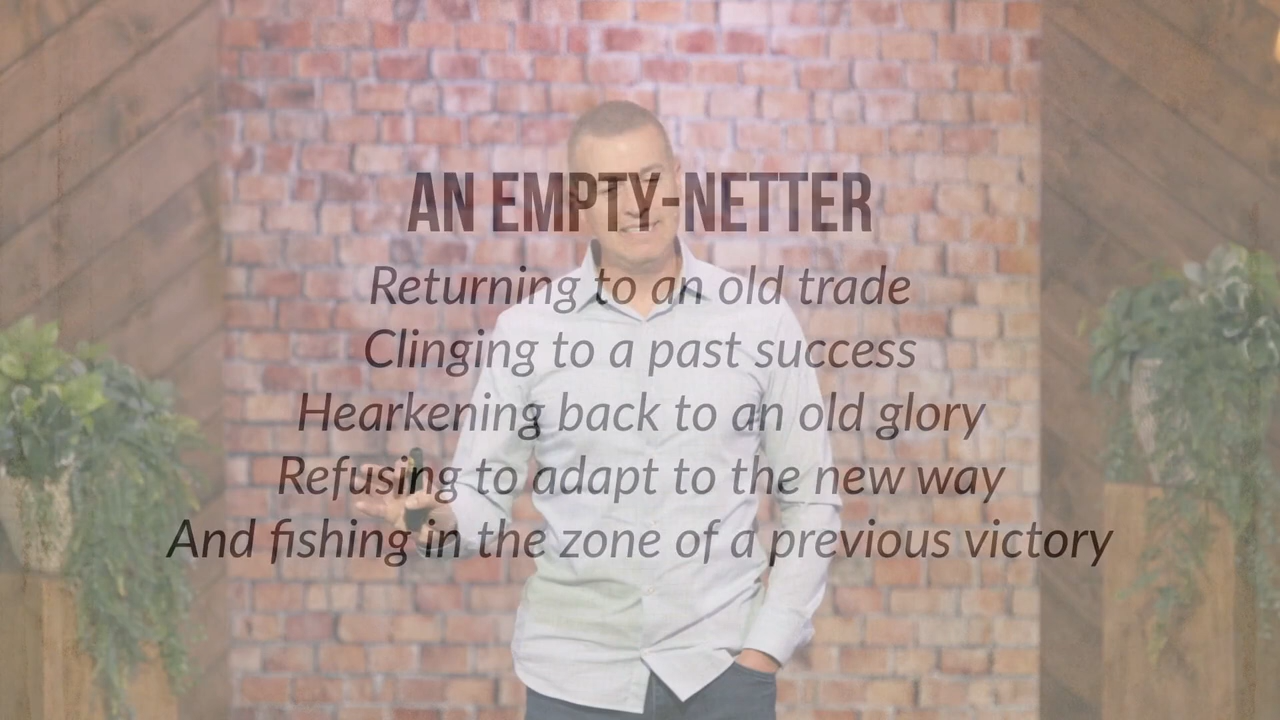 AN EMPTY-NETTER
Returning to an old trade
Clinging to a past success
Hearkening back to an old glory
Refusing to adapt to the new way
And fishing in the zone of a previous victory